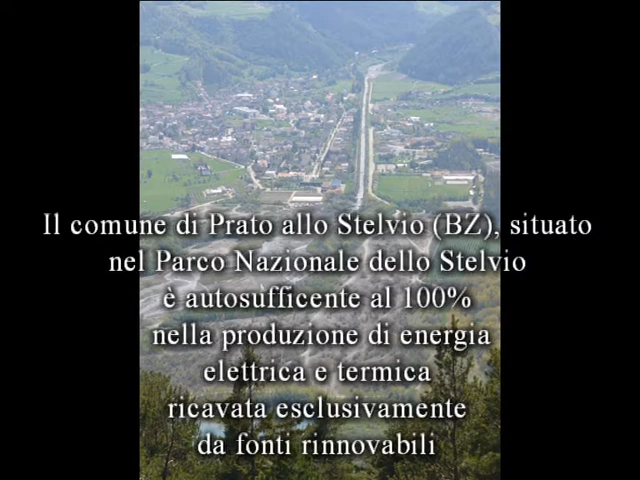 Il comune di Prato allo Stelvio (BZ), situato
nel Parco Nazionale dello Stelvio
è autosufficente al 100%
nella produzione di energia
elettrica e termica
ricavata esclusivamente
da fonti rinnovabili